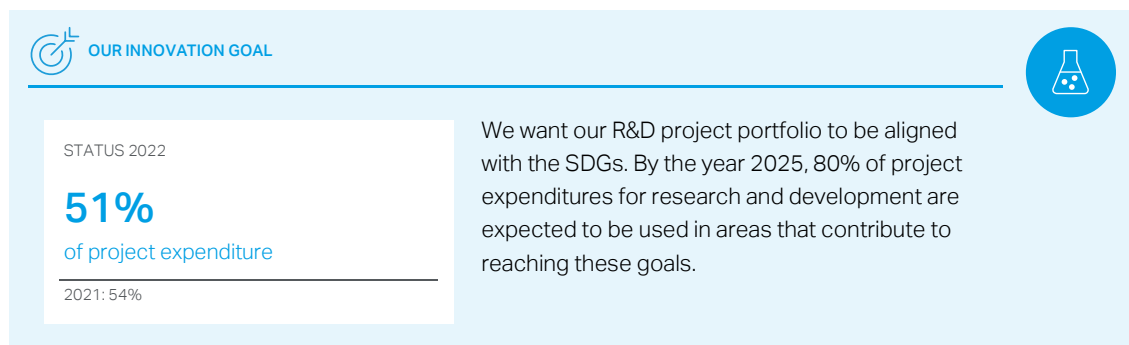 OUR INNOVATION GOAL
STATUS 2022
51%
of project expenditure
2021: 54%
We want our R&D project portfolio to be aligned
with the SDGs. By the year 2025, 80% of project
expenditures for research and development are
expected to be used in areas that contribute to
reaching these goals.